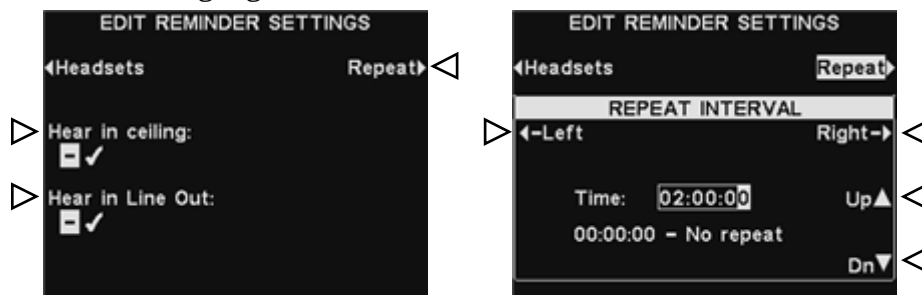 EDIT REMINDER SETTINGS
◂Headsets Repeat▸
Hear in ceiling:
– ✓
Hear in Line Out:
– ✓
EDIT REMINDER SETTINGS
◂Headsets Repeat▸
REPEAT INTERVAL
◂–Left Right–▸
Time: 02:00:00 Up▲
00:00:00 – No repeat
Dn▼